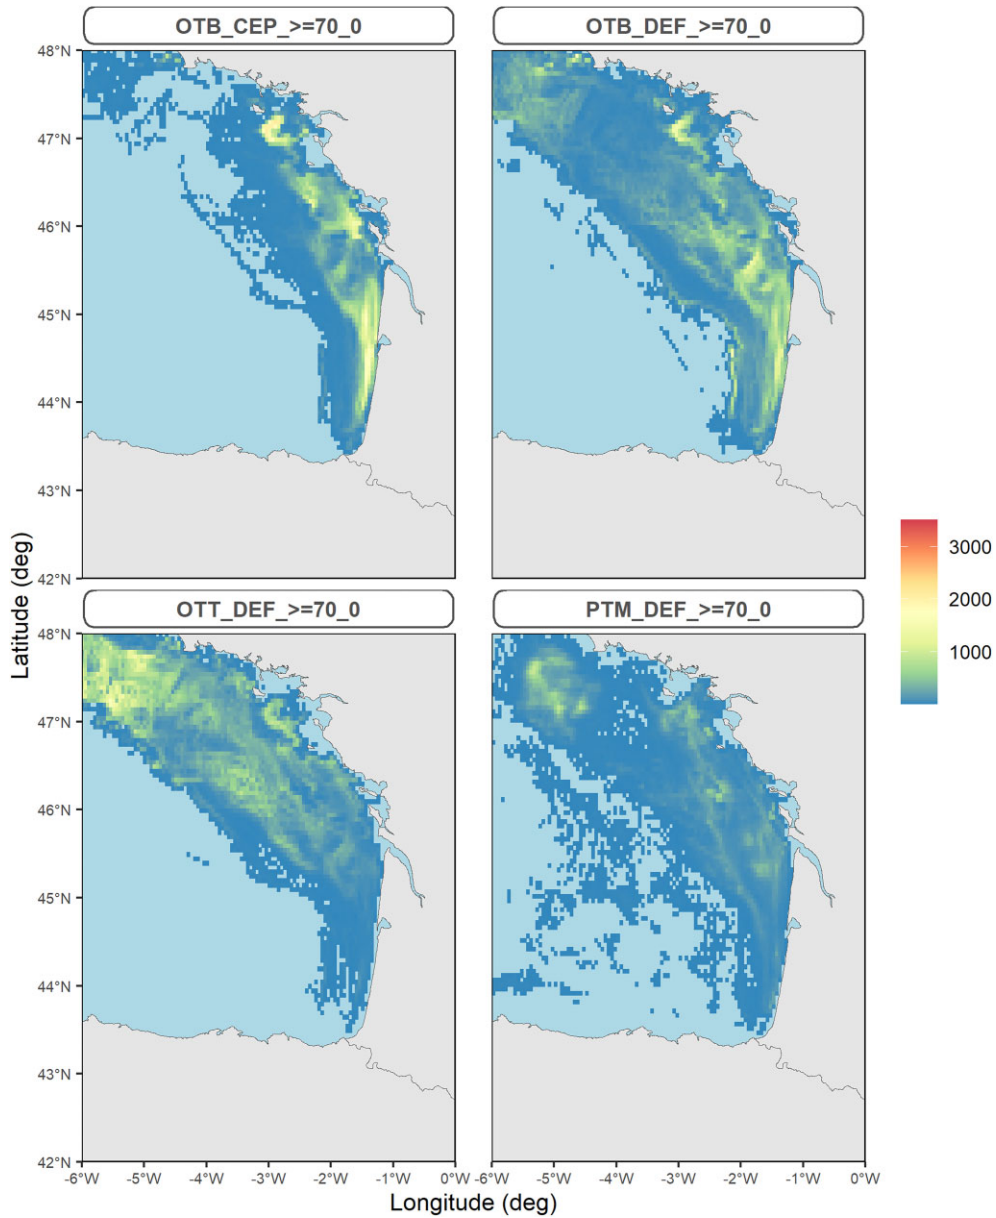 OTB_CEP_>=70_0
OTB_DEF_>=70_0
48°N
47°N
46°N
45°N
44°N
43°N
42°N
OTT_DEF_>=70_0
PTM_DEF_>=70_0
48°N
47°N
46°N
45°N
44°N
43°N
42°N
Latitude (deg)
-6°W
-5°W
-4°W
-3°W
-2°W
-1°W
0°W
-6°W
-5°W
-4°W
-3°W
-2°W
-1°W
0°W
Longitude (deg)
3000
2000
1000